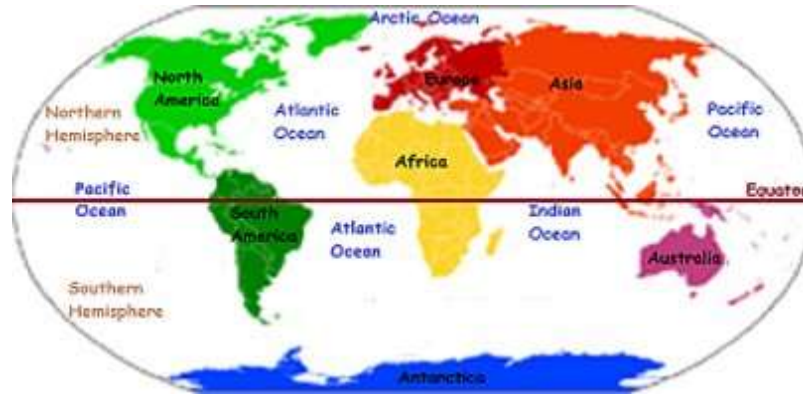 Arctic Ocean
North
America
Europe
Asia
Northern
Hemisphere
Atlantic
Ocean
Pacific
Ocean
Africa
Pacific
Ocean
Equator
South
America
Atlantic
Ocean
Indian
Ocean
Australia
Southern
Hemisphere
Antarctica